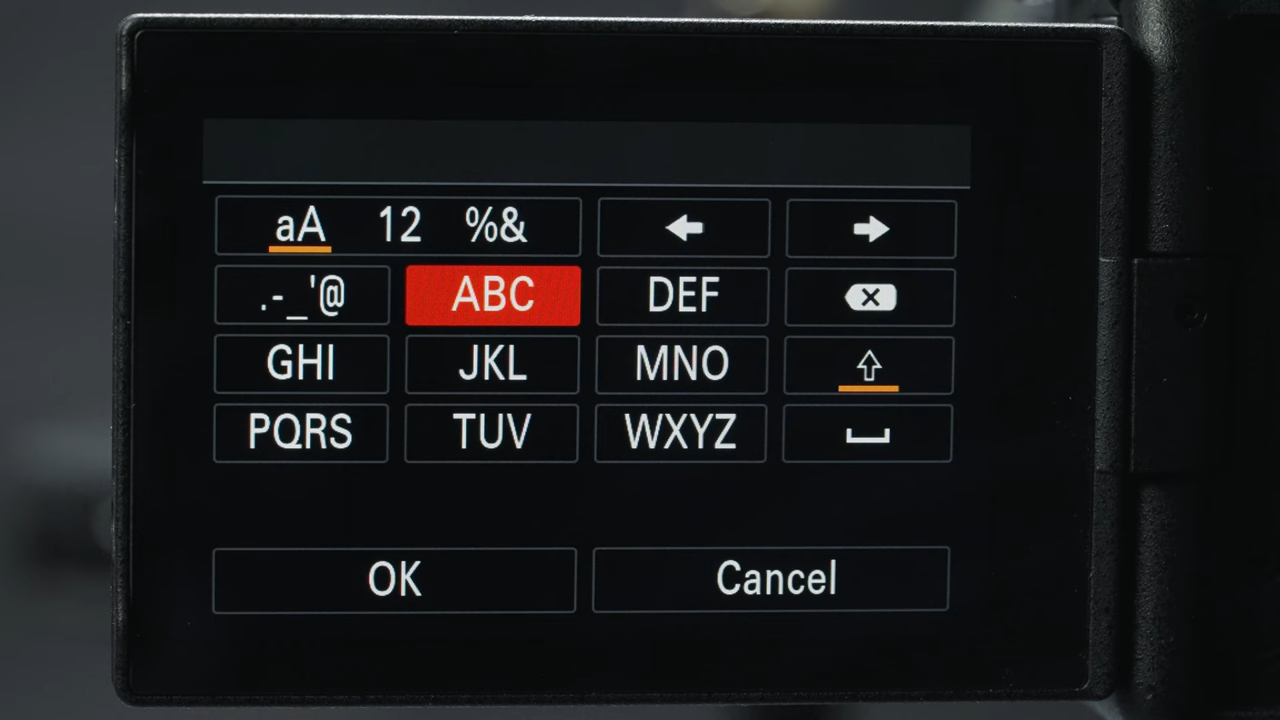 aA 12 %&
.-_'@ ABC DEF
GHI JKL MNO
PQRS TUV WXYZ
OK Cancel